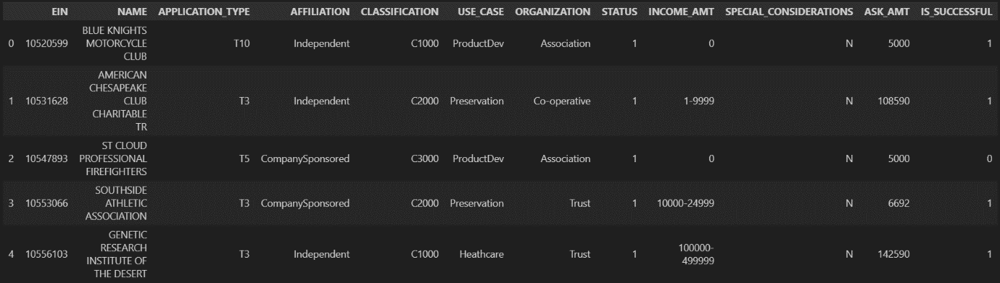 EIN NAME APPLICATION_TYPE AFFILIATION CLASSIFICATION USE_CASE ORGANIZATION STATUS INCOME_AMT SPECIAL_CONSIDERATIONS ASK_AMT IS_SUCCESSFUL
BLUE KNIGHTS
0 10520599 MOTORCYCLE T10 Independent C1000 ProductDev Association 1 0 N 5000 1
CLUB
AMERICAN
CHESAPEAKE
1 10531628 CLUB T3 Independent C2000 Preservation Co-operative 1 1-9999 N 108590 1
CHARITABLE
TR
ST CLOUD
2 10547893 PROFESSIONAL T5 CompanySponsored C3000 ProductDev Association 1 0 N 5000 0
FIREFIGHTERS
SOUTHSIDE
3 10553066 ATHLETIC T3 CompanySponsored C2000 Preservation Trust 1 10000-24999 N 6692 1
ASSOCIATION
GENETIC
RESEARCH
4 10556103 INSTITUTE OF T3 Independent C1000 Heathcare Trust 1 100000-499999 N 142590 1
THE DESERT